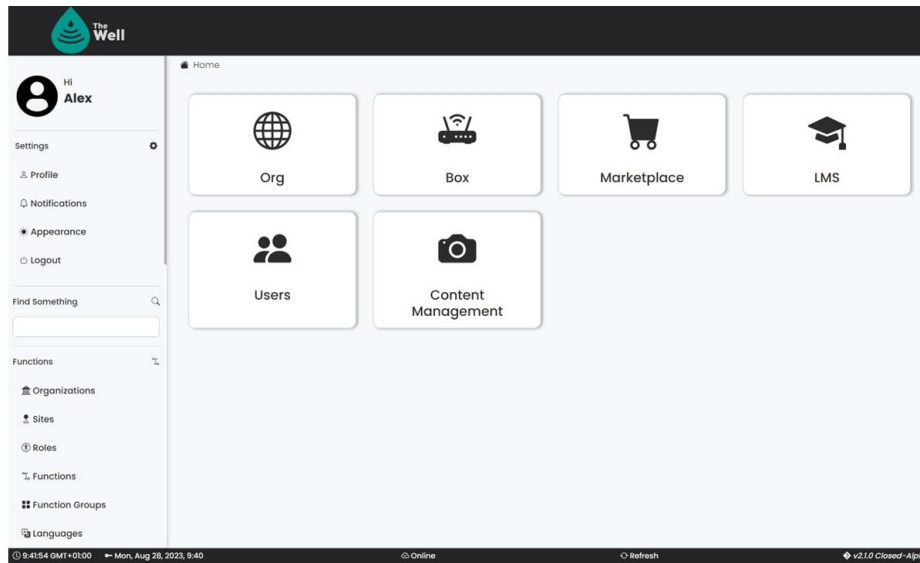 The
Well
Home
Hi
Alex
Settings
Profile
Notifications
Appearance
Logout
Find Something
Functions
Organizations
Sites
Roles
Functions
Function Groups
Languages
Org
Box
Marketplace
LMS
Users
Content
Management
9:41:54 GMT+01:00 Mon, Aug 28, 2023, 9:40 Online Refresh v2.1.0 Closed-Alp